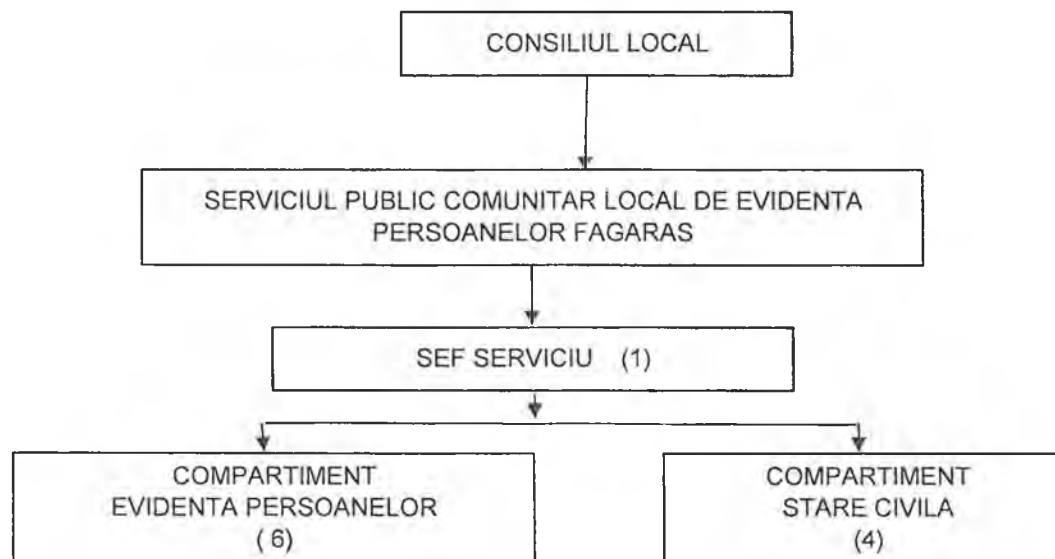 CONSILIUL LOCAL
SERVICIUL PUBLIC COMUNITAR LOCAL DE EVIDENTA
PERSOANELOR FAGARAS
SEF SERVICIU (1)
COMPARTIMENT
EVIDENTA PERSOANELOR
( 6)
COMPARTIMENT
STARE CIVILA
(4)